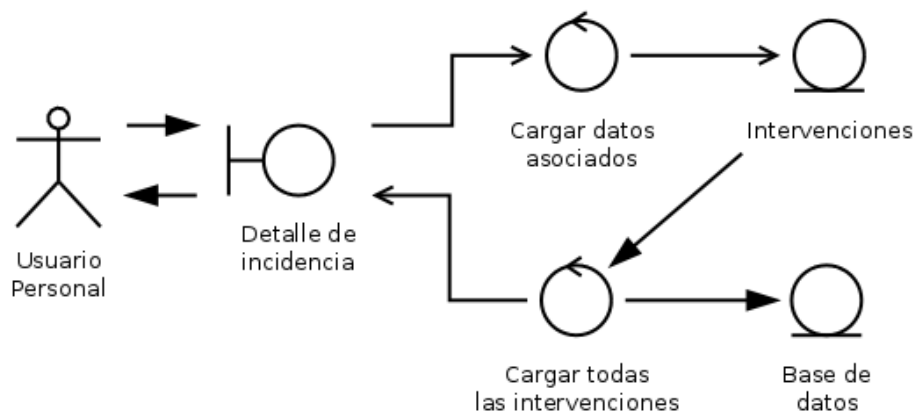 Cargar datos
asociados
Intervenciones
Detalle de
incidencia
Usuario
Personal
Cargar todas
las intervenciones
Base de
datos